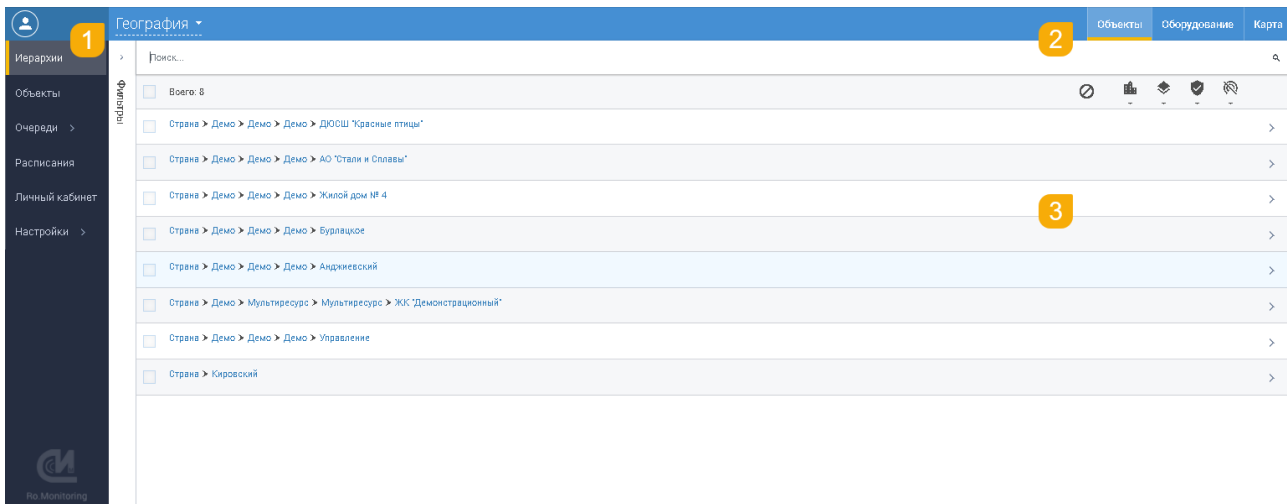 География
Объекты
Оборудование
Карта
1
2
Иерархии
Объекты
Очереди >
Расписания
Личный кабинет
Настройки >
Фильтры
Поиск...
Всего: 8
Страна > Демо > Демо > Демо > ДЮСШ "Красные птицы"
Страна > Демо > Демо > Демо > АО "Стали и Сплавы"
Страна > Демо > Демо > Демо > Жилой дом № 4
3
Страна > Демо > Демо > Демо > Бурлацкое
Страна > Демо > Демо > Демо > Анджиевский
Страна > Демо > Мультиресурс > Мультиресурс > ЖК "Демонстрационный"
Страна > Демо > Демо > Демо > Управление
Страна > Кировский
Ro.Monitoring